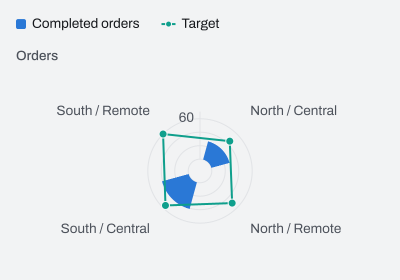 Completed orders Target
Orders
South / Remote 60 North / Central
South / Central North / Remote